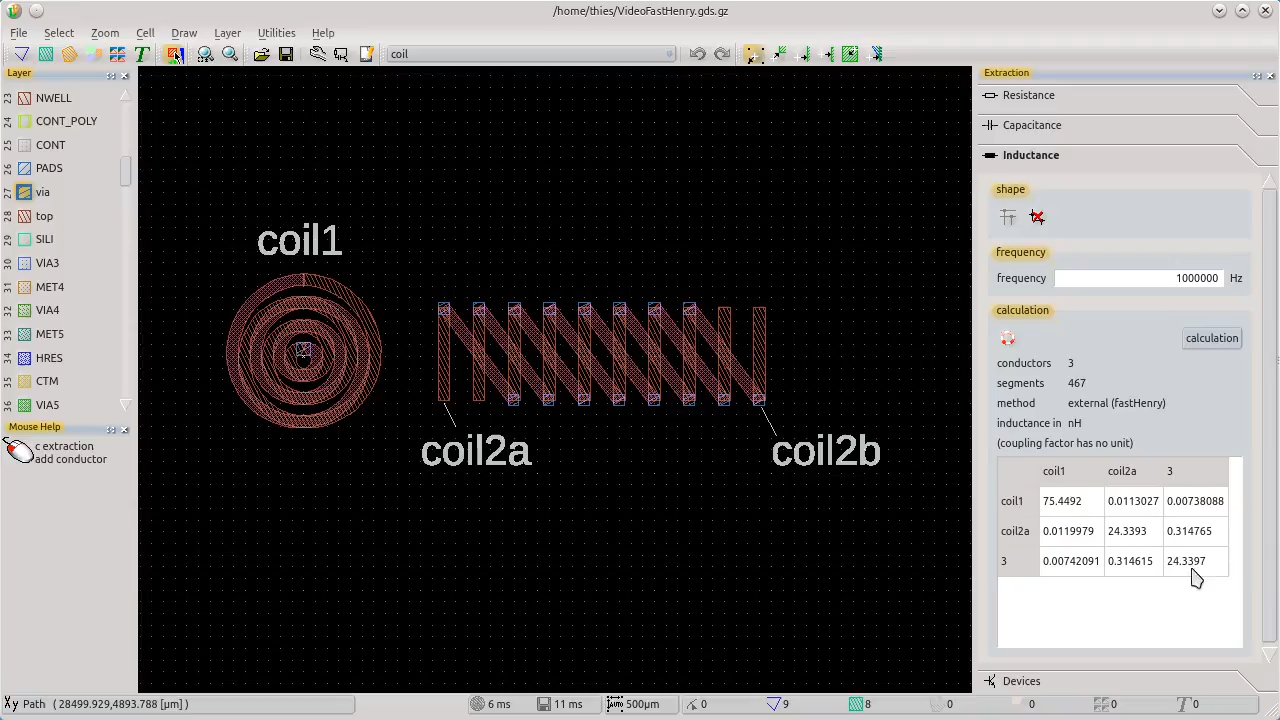 /home/thies/VideoFastHenry.gds.gz
File Select Zoom Draw Cell Layer Utilities Help
coil
Layer
23 NWELL
24 CONT_POLY
25 CONT
26 PADS
27 via
28 top
29 SILI
30 VIA3
31 MET4
32 VIA4
33 MET5
34 HRES
35 CTM
36 VIA5
Mouse Help
c extraction
add conductor
coil1
coil2a
coil2b
Extraction
Resistance
Capacitance
Inductance
shape
frequency
frequency 1000000 Hz
calculation
calculation
conductors 3
segments 467
method external (fastHenry)
inductance in nH
(coupling factor has no unit)
coil1 coil2a 3
coil1 75.4492 0.0113027 0.00738088
coil2a 0.0119979 24.3393 0.314765
3 0.00742091 0.314615 24.3397
Devices
Path ( 28499.929,4893.788 [µm] ) 6 ms 11 ms 500µm 0 9 8 0 0 0 0